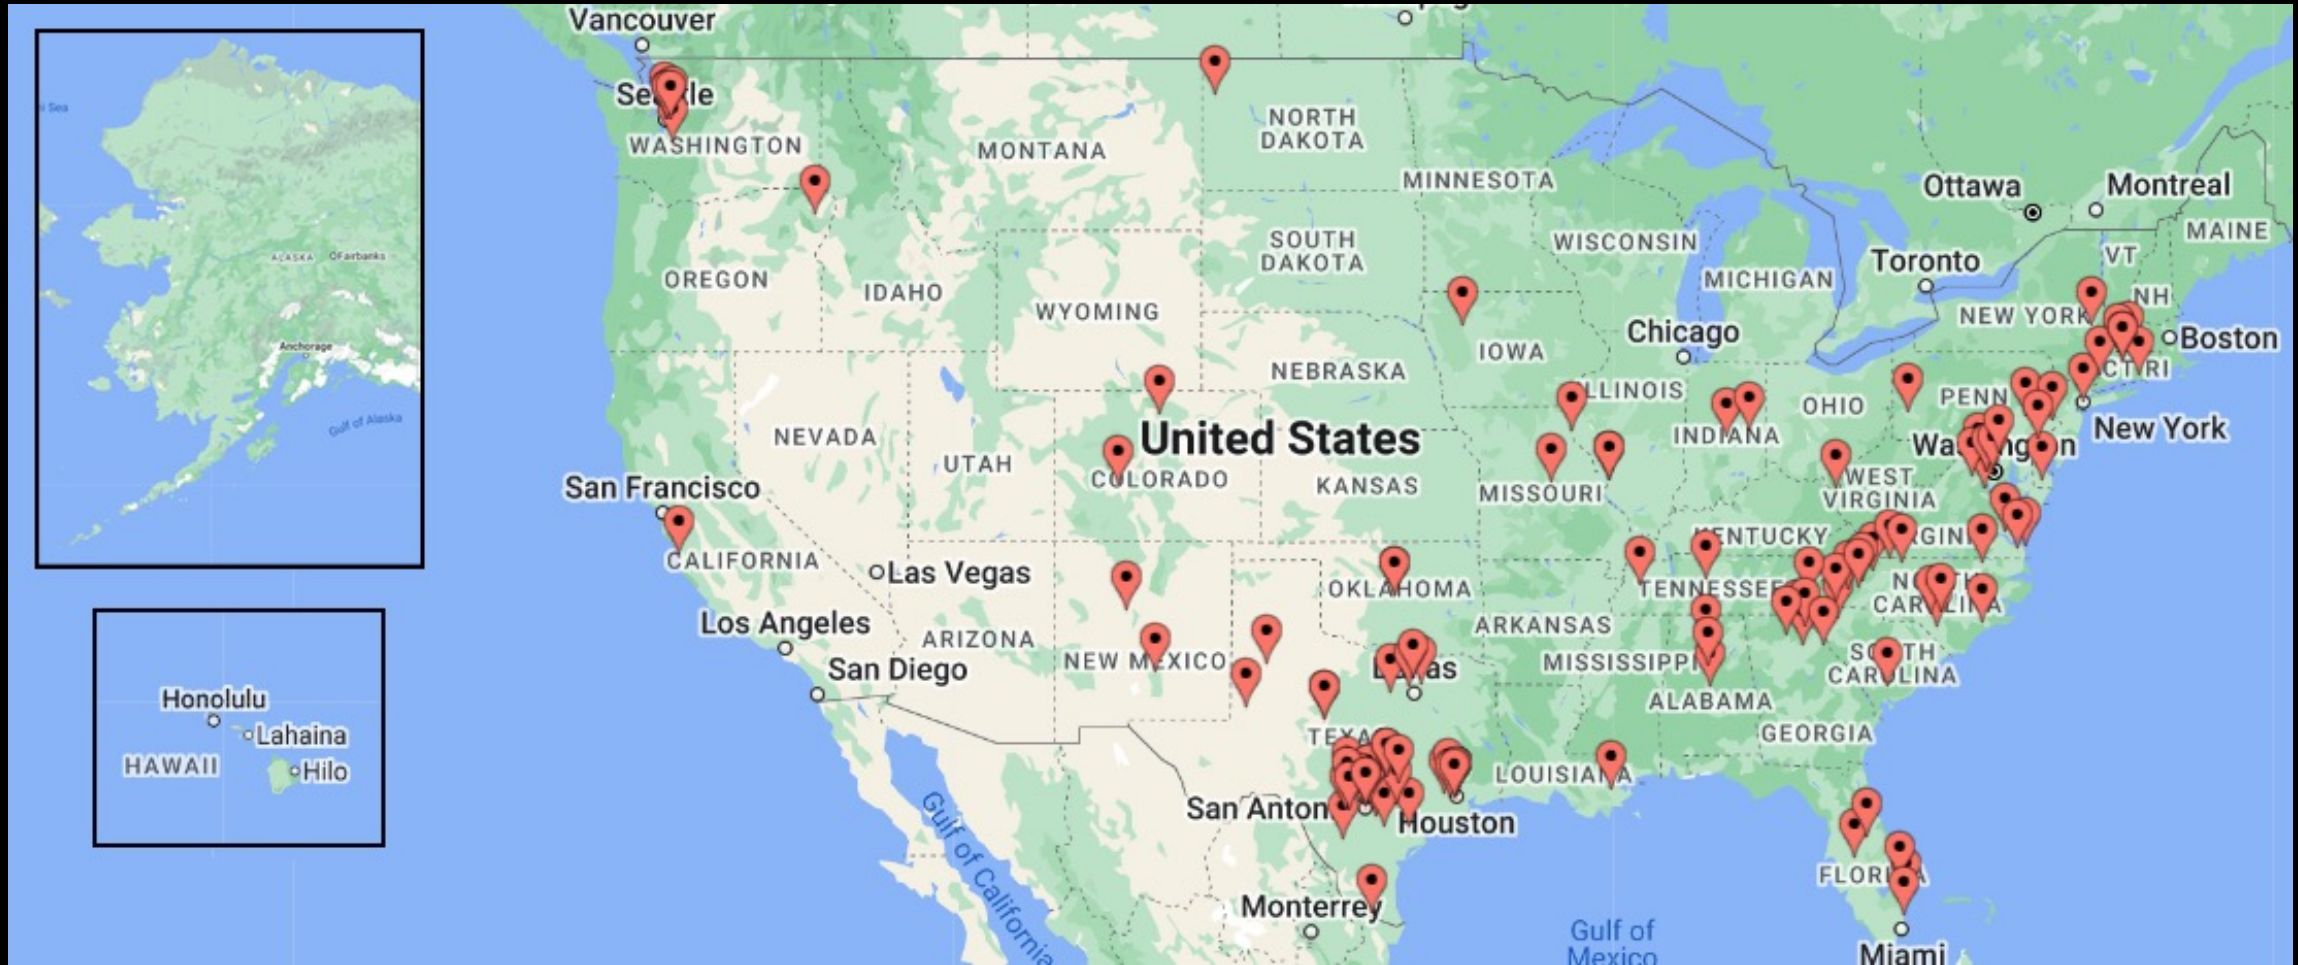 Vancouver
Seattle
WASHINGTON
MONTANA
NORTH
DAKOTA
MINNESOTA
Ottawa
Montreal
MAINE
VT
SOUTH
DAKOTA
WISCONSIN
MICHIGAN
Toronto
OREGON
IDAHO
WYOMING
NEW YORK
NH
Boston
IOWA
Chicago
NEBRASKA
ILLINOIS
OHIO
PENN
CT RI
New York
NEVADA
UTAH
United States
COLORADO
KANSAS
MISSOURI
INDIANA
Washington
WEST
VIRGINIA
San Francisco
CALIFORNIA
Las Vegas
KENTUCKY
OKLAHOMA
TENNESSEE
NORTH
CAROLINA
Los Angeles
San Diego
ARIZONA
NEW MEXICO
ARKANSAS
Dallas
MISSISSIPPI
ALABAMA
SOUTH
CAROLINA
GEORGIA
TEXA
LOUISIANA
San Anton
Houston
FLORIDA
Monterrey
Gulf of California
Gulf of
Mexico
Miami
ALASKA
Fairbanks
Anchorage
Gulf of Alaska
Honolulu
Lahaina
HAWAII
Hilo